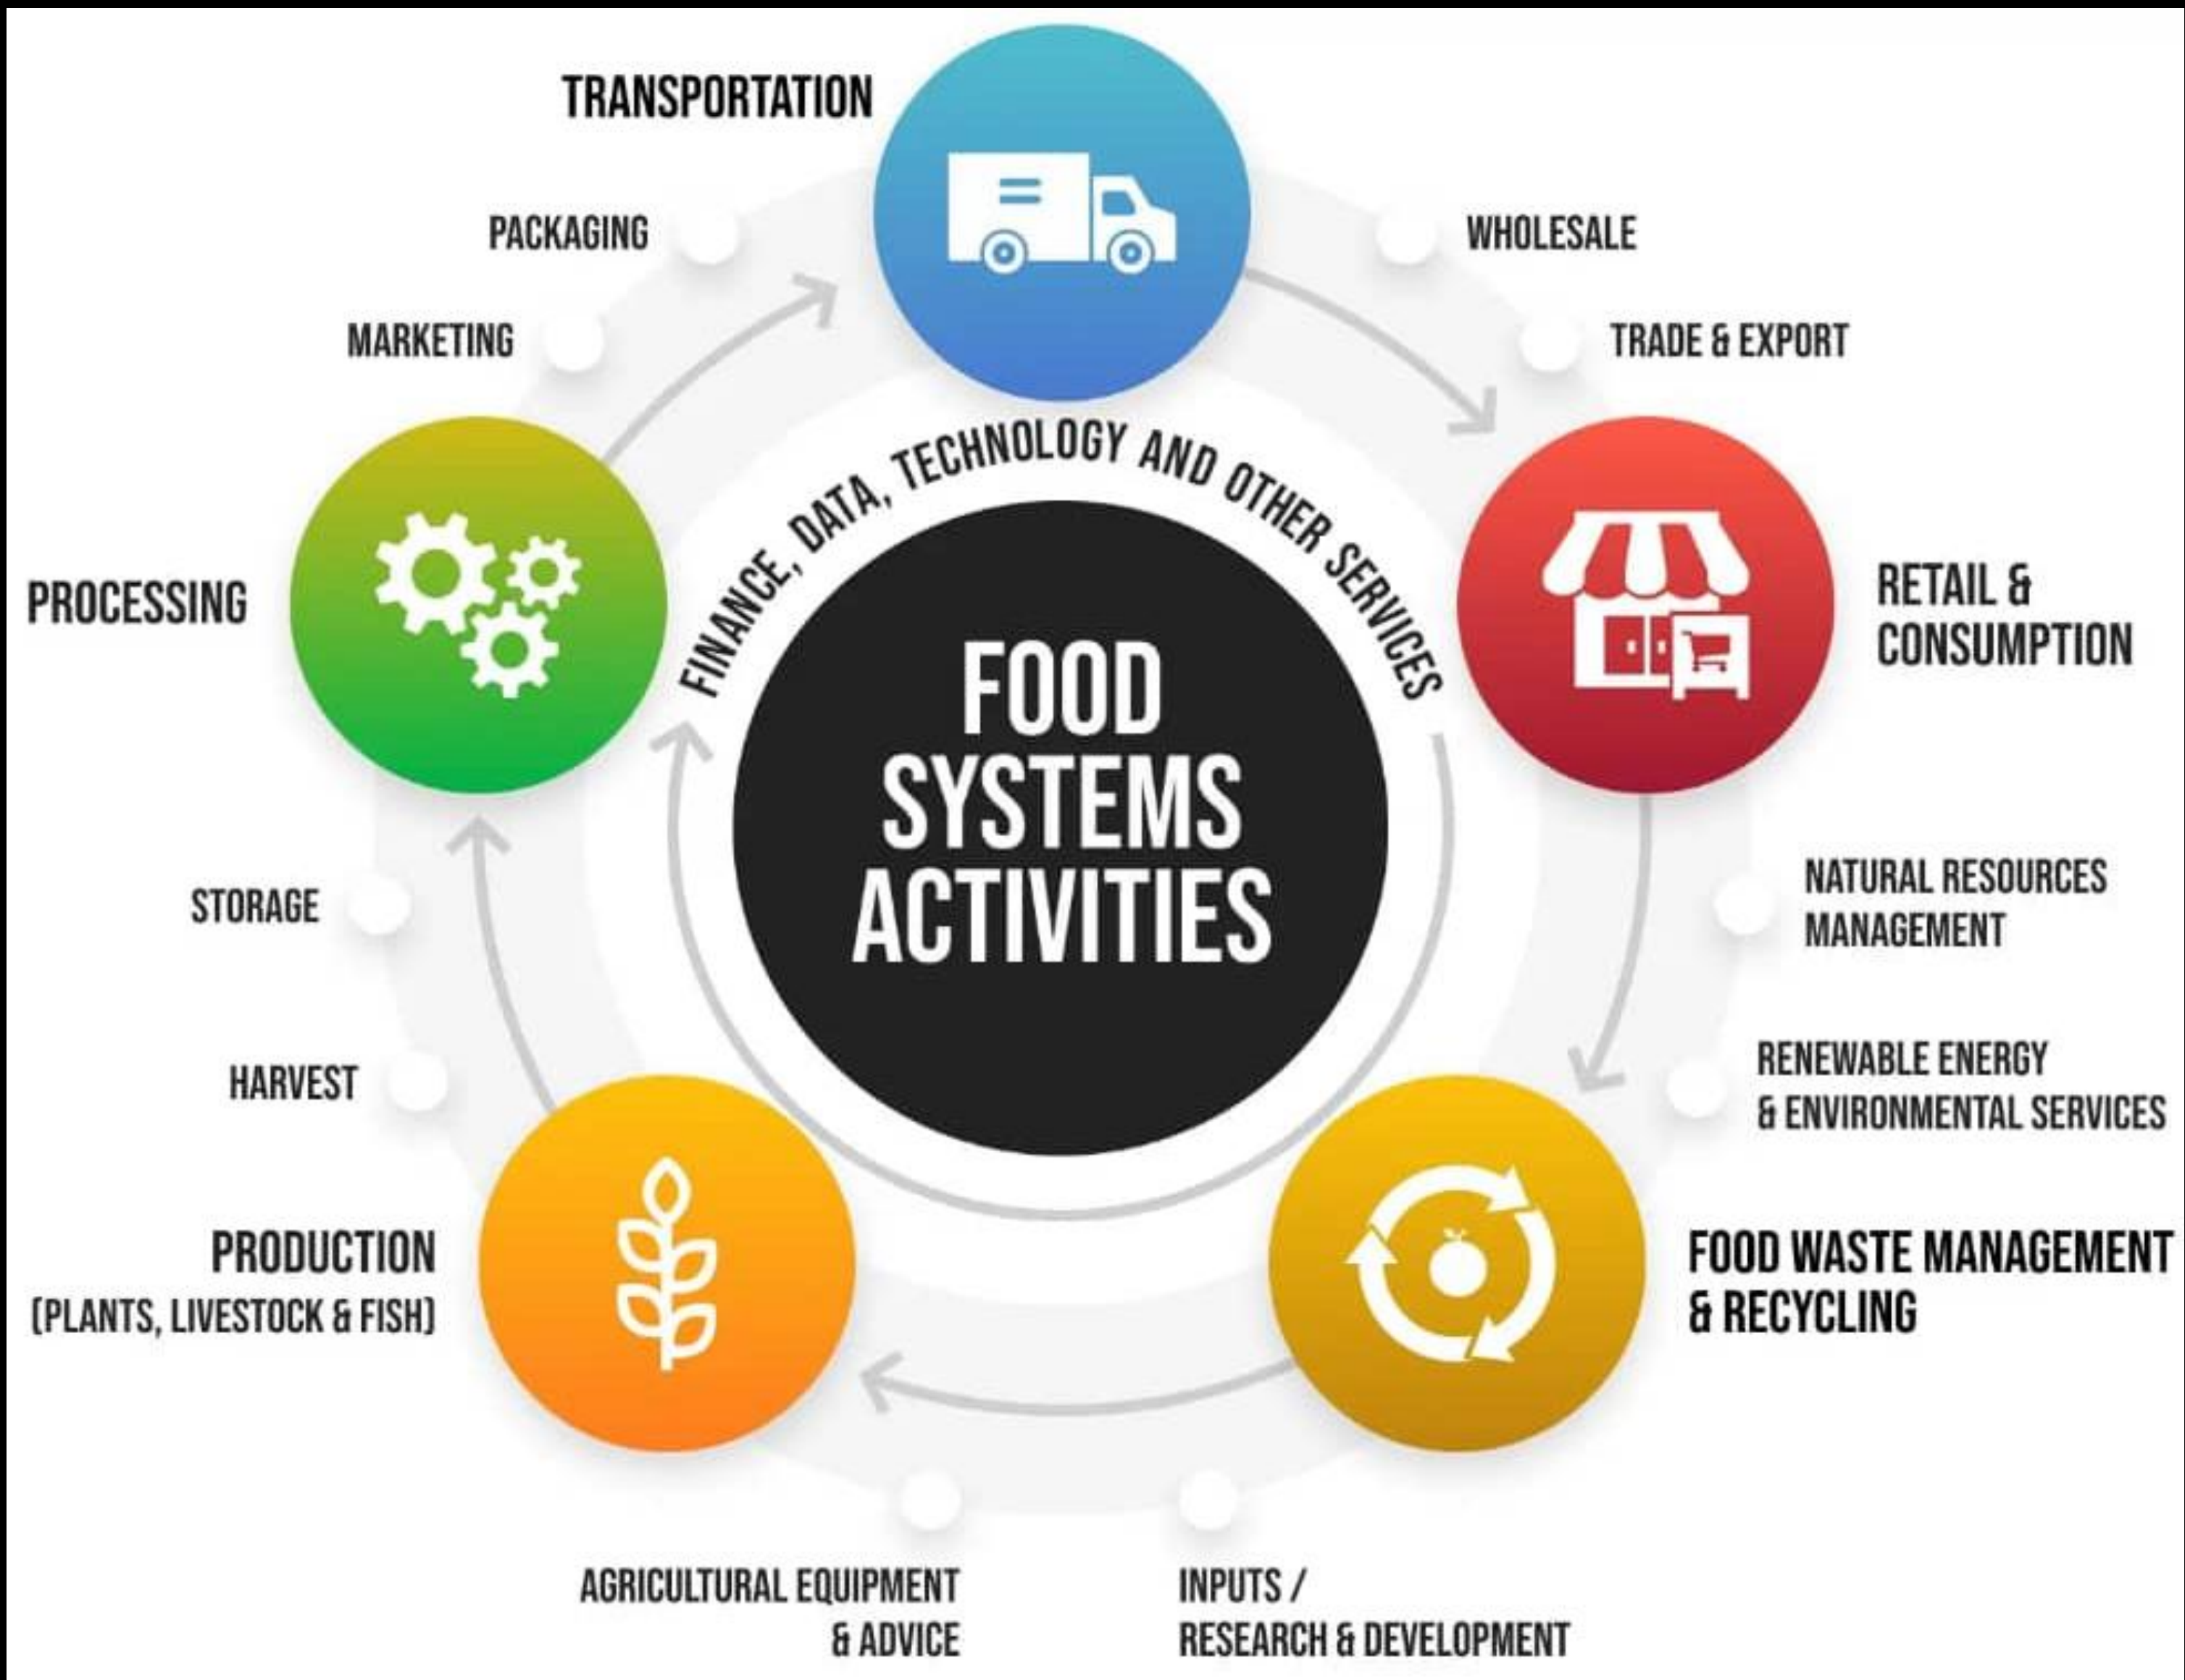 TRANSPORTATION
PACKAGING
WHOLESALE
MARKETING
TRADE & EXPORT
FINANCE, DATA, TECHNOLOGY AND OTHER SERVICES
PROCESSING
RETAIL &
CONSUMPTION
FOOD
SYSTEMS
ACTIVITIES
STORAGE
NATURAL RESOURCES
MANAGEMENT
HARVEST
RENEWABLE ENERGY
& ENVIRONMENTAL SERVICES
PRODUCTION
(PLANTS, LIVESTOCK & FISH)
FOOD WASTE MANAGEMENT
& RECYCLING
AGRICULTURAL EQUIPMENT
& ADVICE
INPUTS /
RESEARCH & DEVELOPMENT